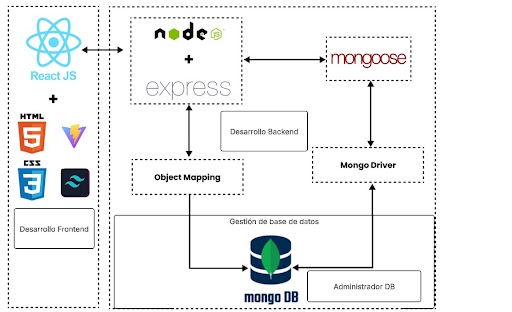 React JS
+
HTML
5
CSS
3
Desarrollo Frontend
node
JS
+
express
mongoose
Desarrollo Backend
Object Mapping
Mongo Driver
Gestión de base de datos
mongo DB
Administrador DB